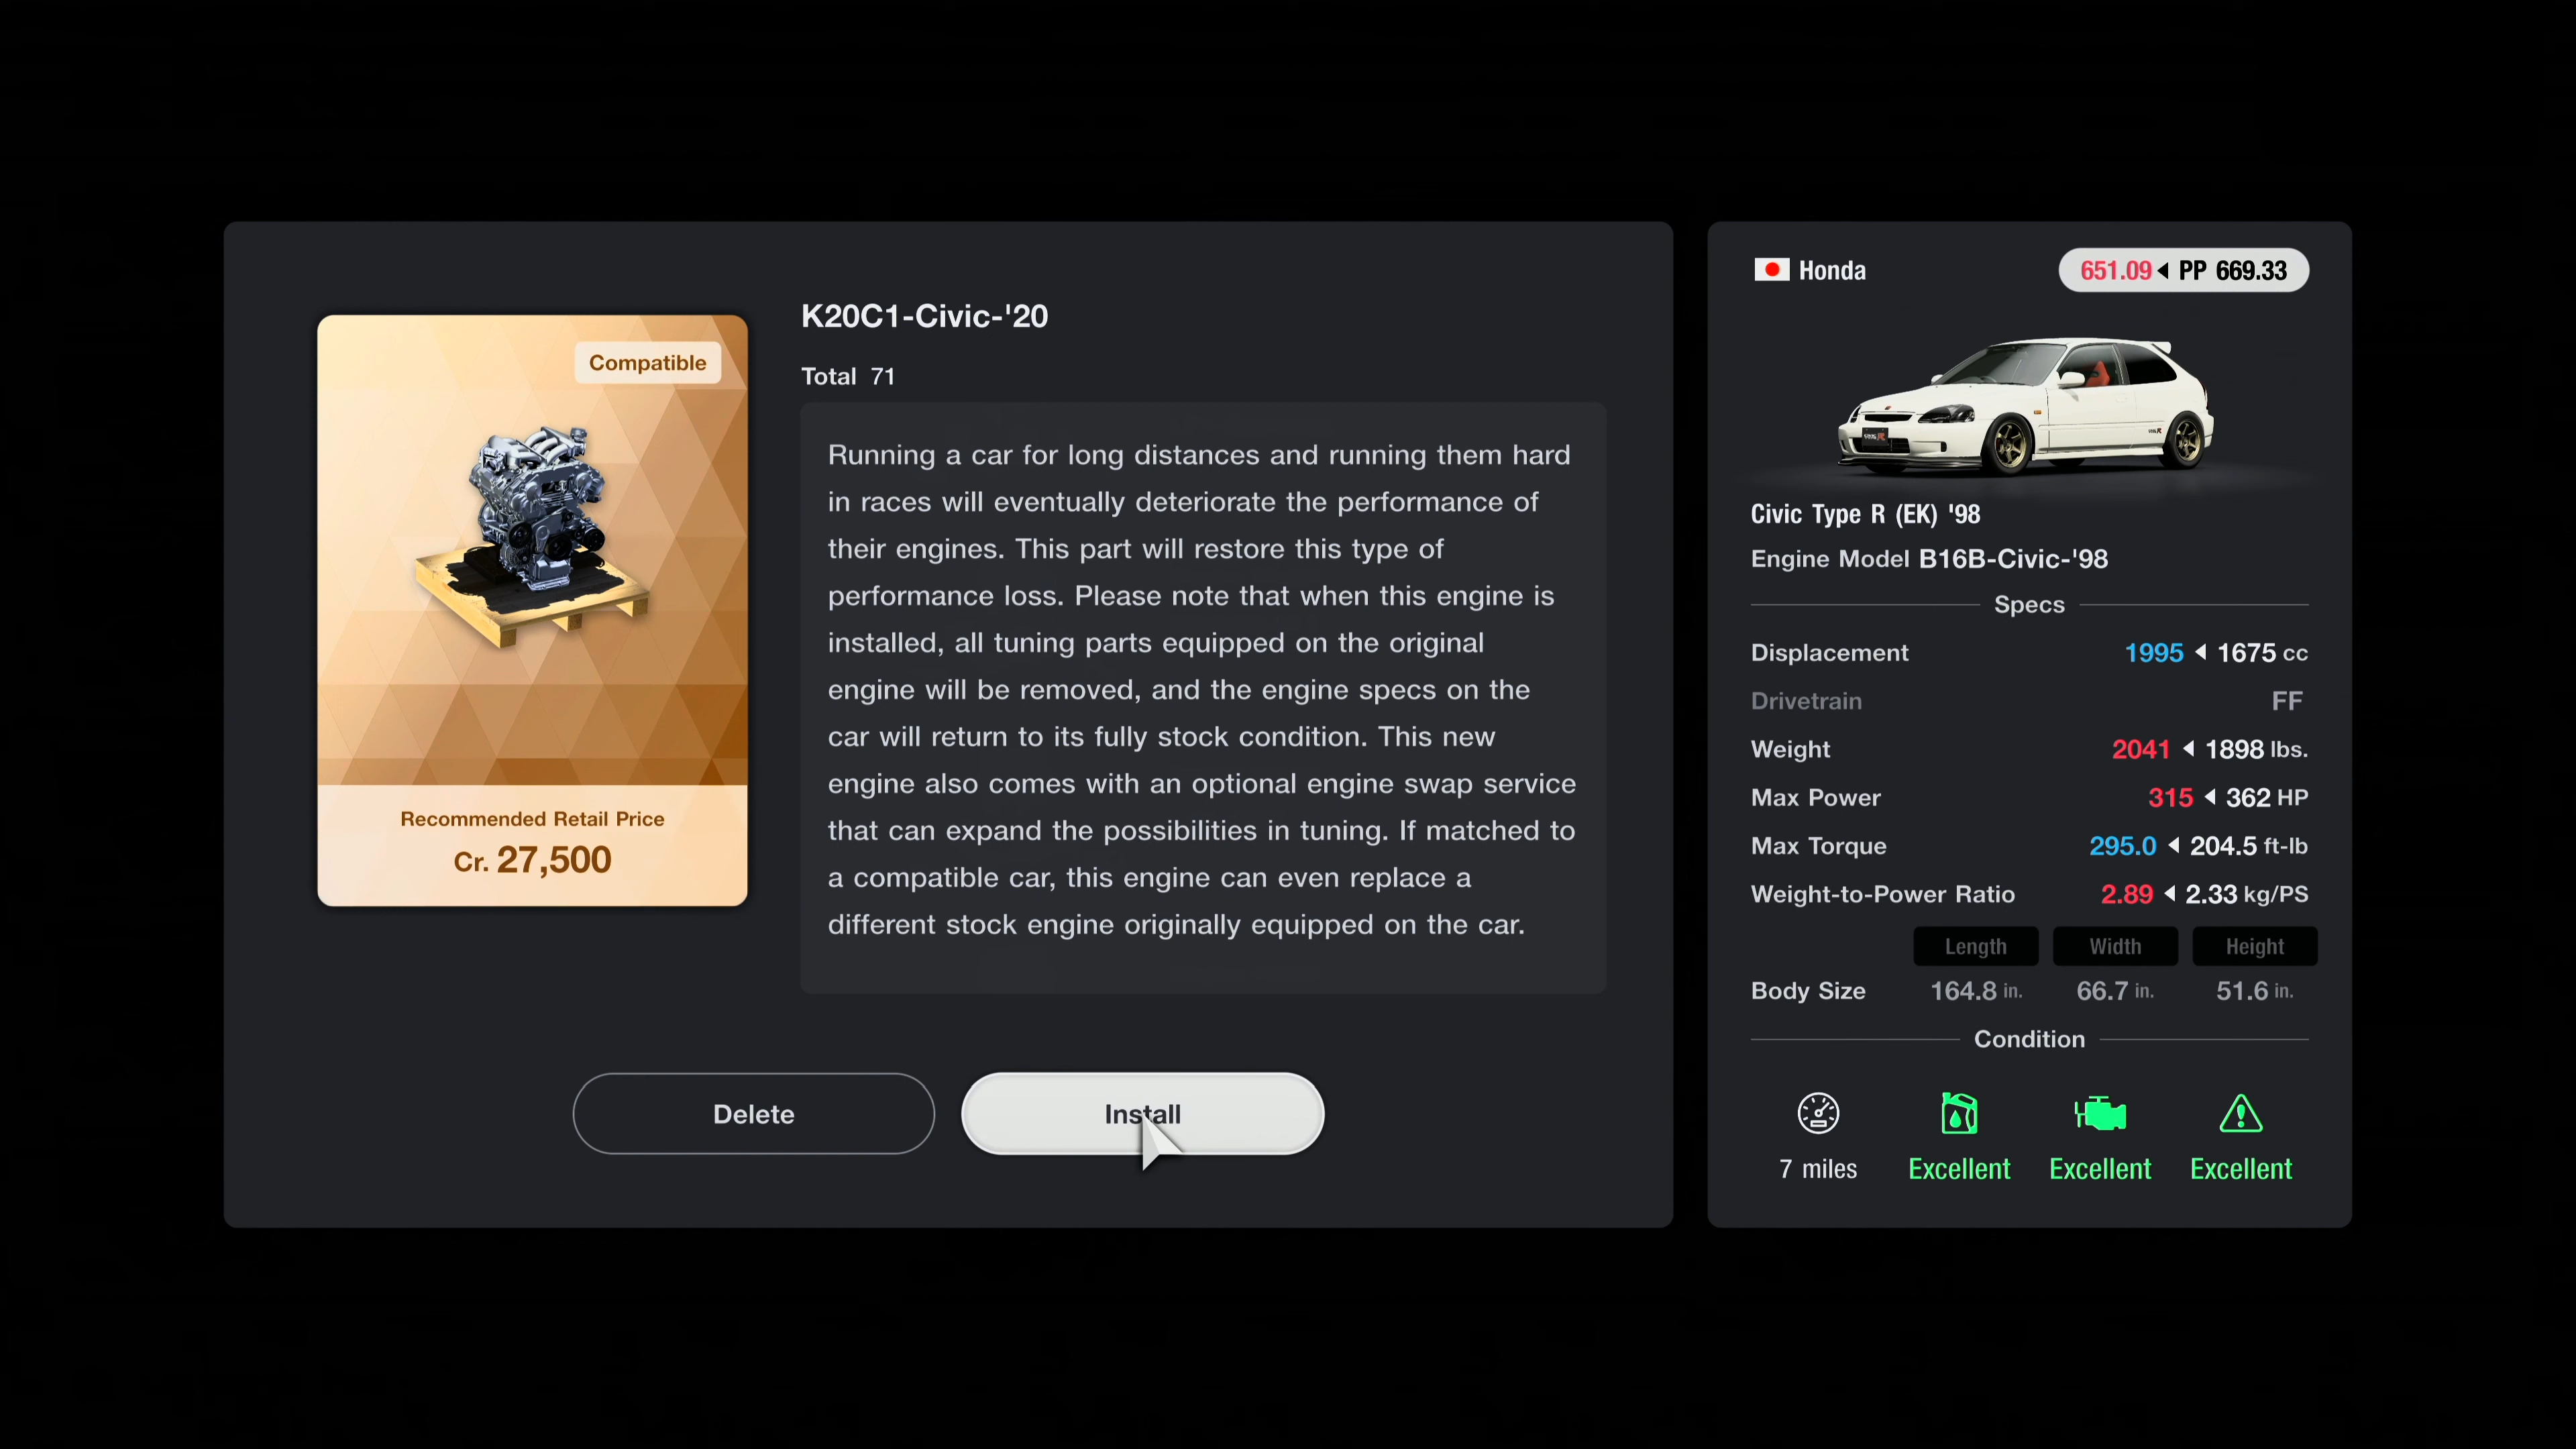 Compatible
Recommended Retail Price
Cr. 27,500
K20C1-Civic-'20
Total 71
Running a car for long distances and running them hard
in races will eventually deteriorate the performance of
their engines. This part will restore this type of
performance loss. Please note that when this engine is
installed, all tuning parts equipped on the original
engine will be removed, and the engine specs on the
car will return to its fully stock condition. This new
engine also comes with an optional engine swap service
that can expand the possibilities in tuning. If matched to
a compatible car, this engine can even replace a
different stock engine originally equipped on the car.
Delete
Install
Honda
651.09 ◀ PP 669.33
Civic Type R (EK) '98
Engine Model B16B-Civic-'98
Specs
Displacement 1995 ◀ 1675 cc
Drivetrain FF
Weight 2041 ◀ 1898 lbs.
Max Power 315 ◀ 362 HP
Max Torque 295.0 ◀ 204.5 ft-lb
Weight-to-Power Ratio 2.89 ◀ 2.33 kg/PS
Length Width Height
Body Size 164.8 in. 66.7 in. 51.6 in.
Condition
7 miles Excellent Excellent Excellent